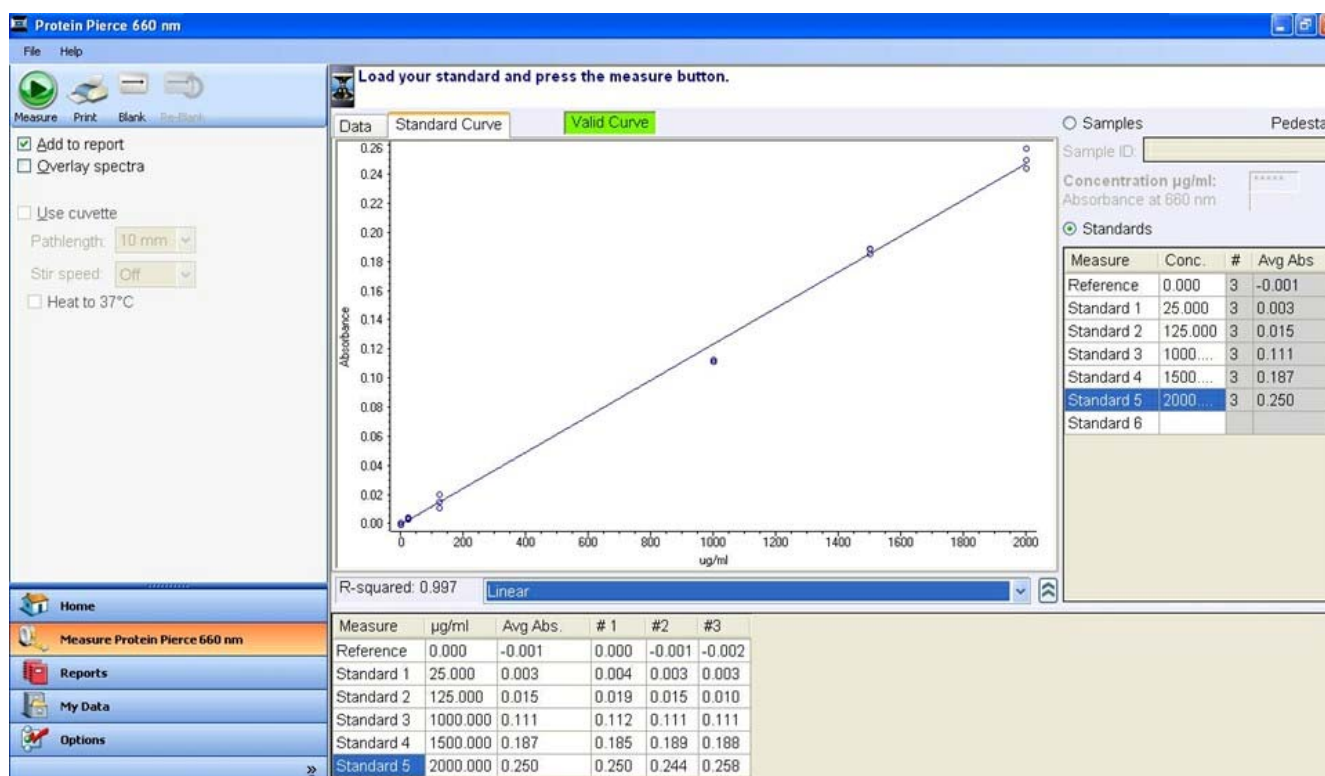 Protein Pierce 660 nm
File Help
Measure Print Blank Re-Blank
Add to report
Overlay spectra
Use cuvette
Pathlength: 10 mm
Stir speed: Off
Heat to 37°C
Load your standard and press the measure button.
Data Standard Curve Valid Curve
0.26
0.24
0.22
0.20
0.18
0.16
0.14
0.12
0.10
0.08
0.06
0.04
0.02
0.00
Absorbance
0 200 400 600 800 1000 1200 1400 1600 1800 2000
ug/ml
R-squared: 0.997 Linear
Samples Pedesta
Sample ID:
Concentration µg/ml: *****
Absorbance at 660 nm
Standards
Measure Conc. # Avg Abs
Reference 0.000 3 -0.001
Standard 1 25.000 3 0.003
Standard 2 125.000 3 0.015
Standard 3 1000.... 3 0.111
Standard 4 1500.... 3 0.187
Standard 5 2000.... 3 0.250
Standard 6
Home
Measure Protein Pierce 660 nm
Reports
My Data
Options
»
Measure µg/ml Avg Abs. # 1 #2 #3
Reference 0.000 -0.001 0.000 -0.001 -0.002
Standard 1 25.000 0.003 0.004 0.003 0.003
Standard 2 125.000 0.015 0.019 0.015 0.010
Standard 3 1000.000 0.111 0.112 0.111 0.111
Standard 4 1500.000 0.187 0.185 0.189 0.188
Standard 5 2000.000 0.250 0.250 0.244 0.258